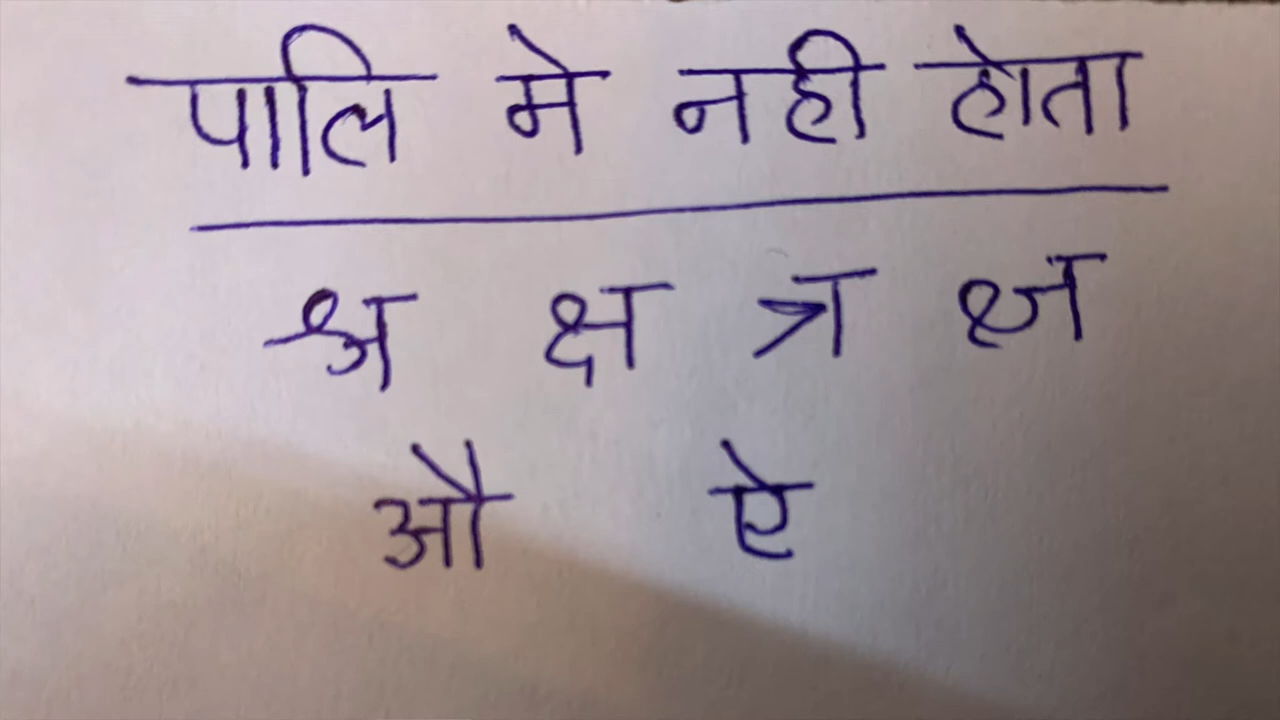 पालि मे नही होता
श्र क्ष त्र ज्ञ
औ ऐ